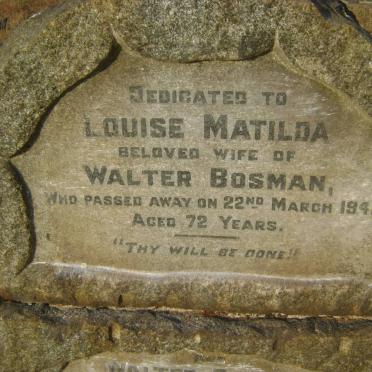 DEDICATED TO
LOUISE MATILDA
BELOVED WIFE OF
WALTER BOSMAN,
WHO PASSED AWAY ON 22ND MARCH 194
AGED 72 YEARS.
"THY WILL BE DONE!"
WALTER